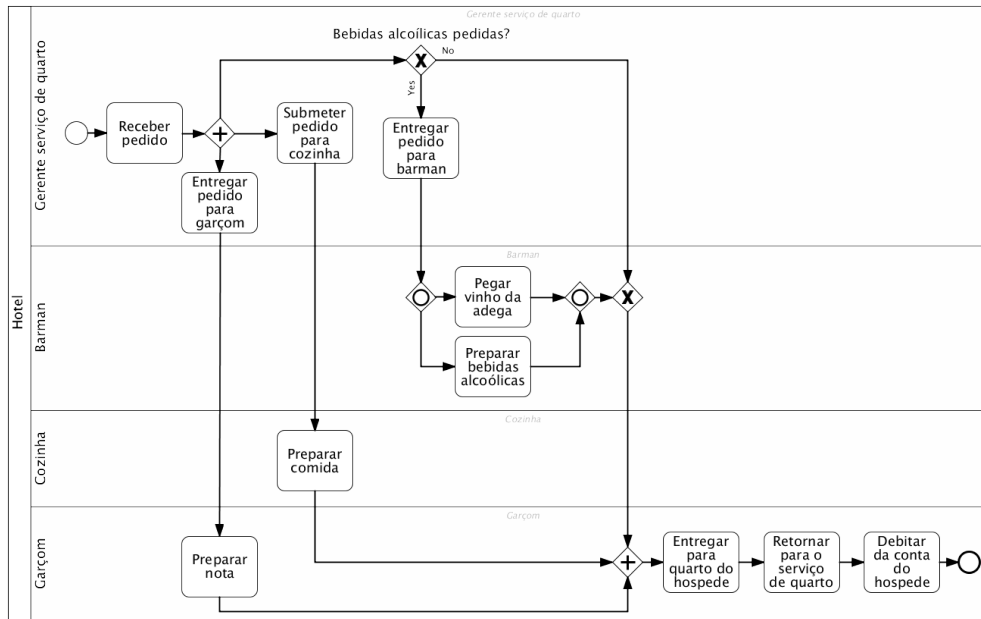 Gerente serviço de quarto
Bebidas alcoílicas pedidas?
No
Yes
Gerente serviço de quarto
Receber
pedido
Submeter
pedido
para
cozinha
Entregar
pedido
para
barman
Entregar
pedido
para
garçom
Hotel
Barman
Barman
Pegar
vinho da
adega
Preparar
bebidas
alcoólicas
Cozinha
Cozinha
Preparar
comida
Garçom
Garçom
Preparar
nota
Entregar
para
quarto do
hospede
Retornar
para o
serviço
de quarto
Debitar
da conta
do
hospede